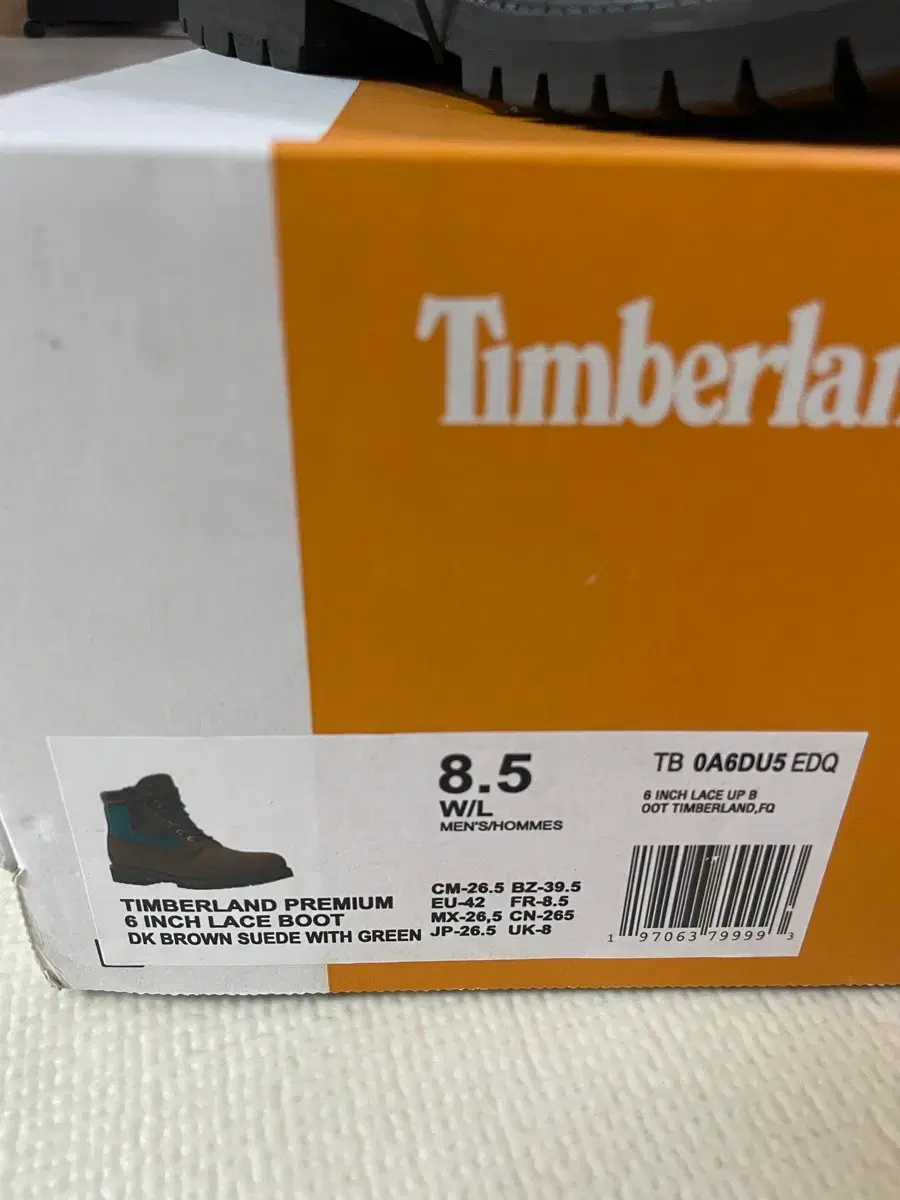 Timberlan
8.5
W/L
MEN'S/HOMMES
TB 0A6DU5 EDQ
6 INCH LACE UP B
OOT TIMBERLAND,FQ
TIMBERLAND PREMIUM
6 INCH LACE BOOT
DK BROWN SUEDE WITH GREEN
CM-26.5 BZ-39.5
EU-42 FR-8.5
MX-26,5 CN-265
JP-26.5 UK-8
1 97063 79999 3